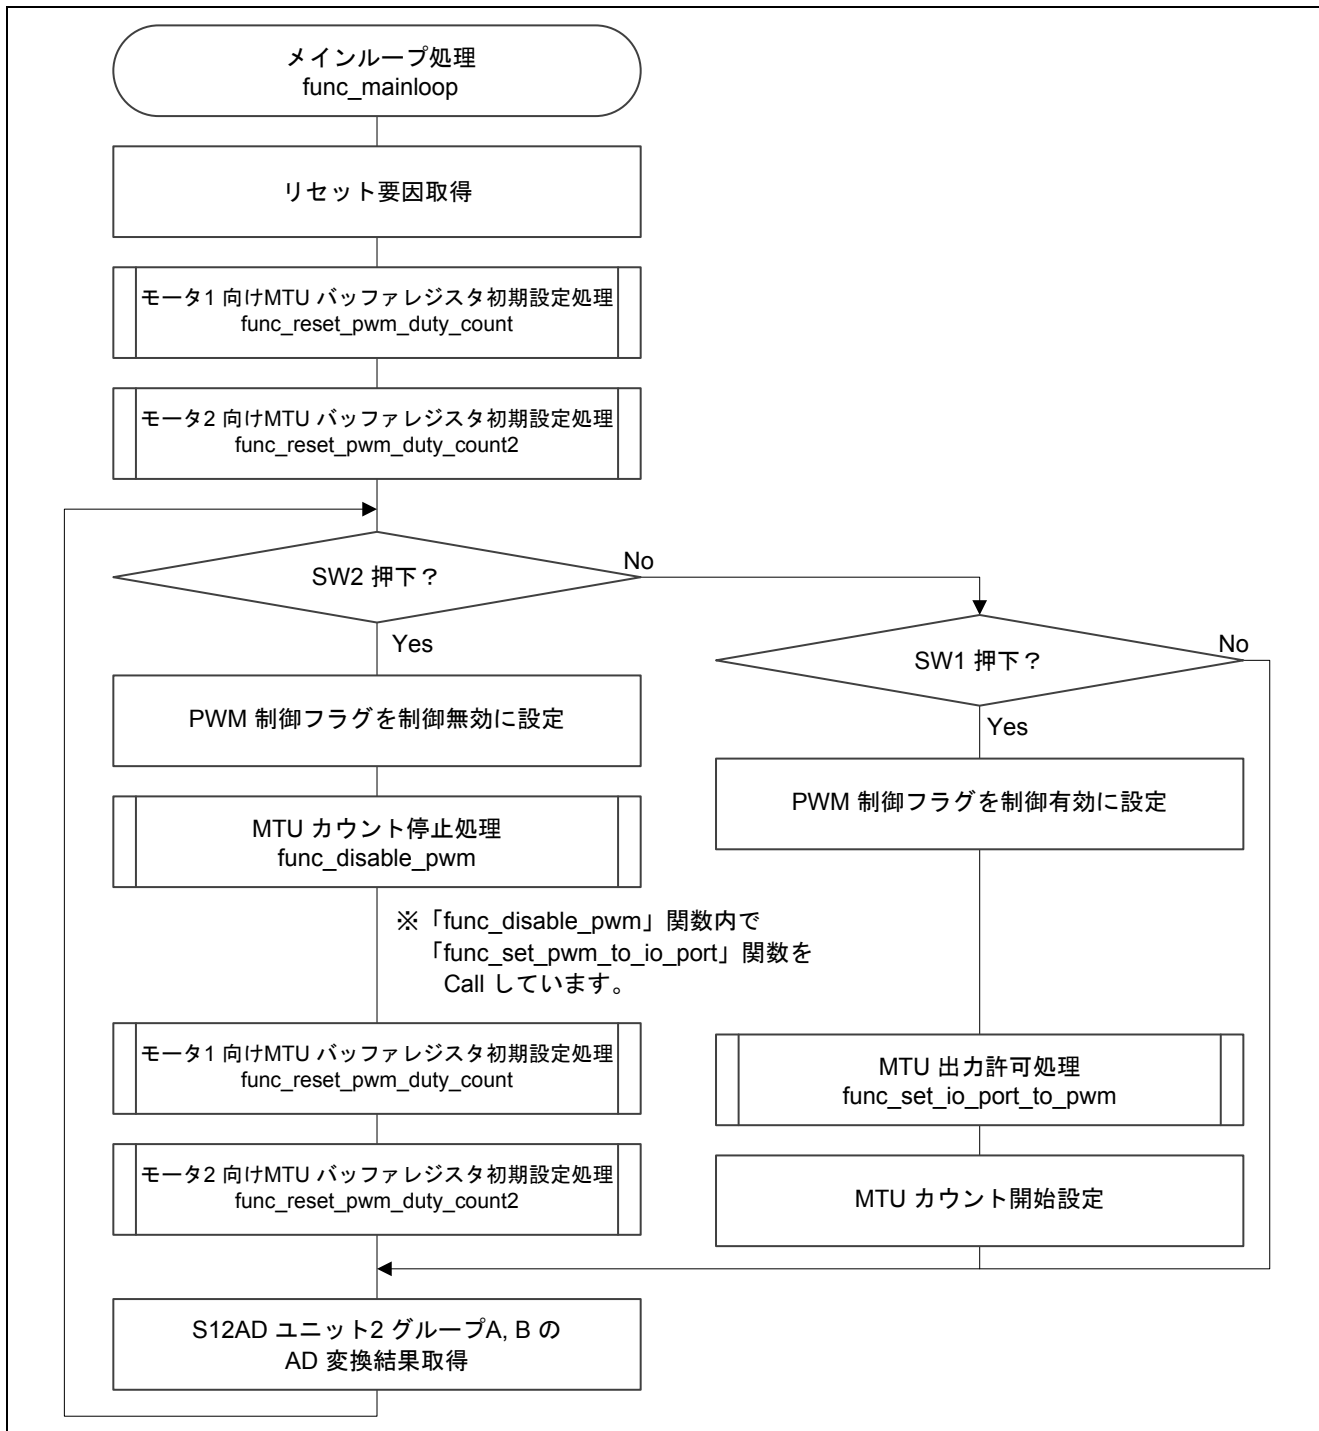 メインループ処理
func_mainloop
リセット要因取得
モータ1 向けMTU バッファレジスタ初期設定処理
func_reset_pwm_duty_count
モータ2 向けMTU バッファレジスタ初期設定処理
func_reset_pwm_duty_count2
SW2 押下？
No
Yes
PWM 制御フラグを制御無効に設定
MTU カウント停止処理
func_disable_pwm
※「func_disable_pwm」関数内で
「func_set_pwm_to_io_port」関数を
Call しています。
モータ1 向けMTU バッファレジスタ初期設定処理
func_reset_pwm_duty_count
モータ2 向けMTU バッファレジスタ初期設定処理
func_reset_pwm_duty_count2
SW1 押下？
No
Yes
PWM 制御フラグを制御有効に設定
MTU 出力許可処理
func_set_io_port_to_pwm
MTU カウント開始設定
S12AD ユニット2 グループA, B の
AD 変換結果取得